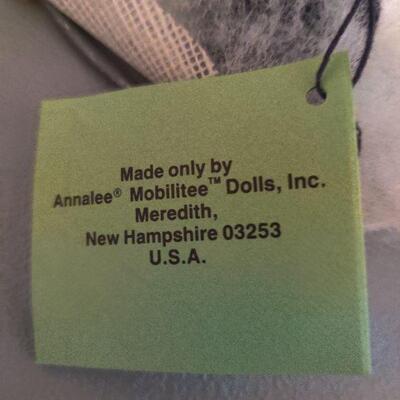 Made only by
Annalee® Mobilitee™ Dolls, Inc.
Meredith,
New Hampshire 03253
U.S.A.